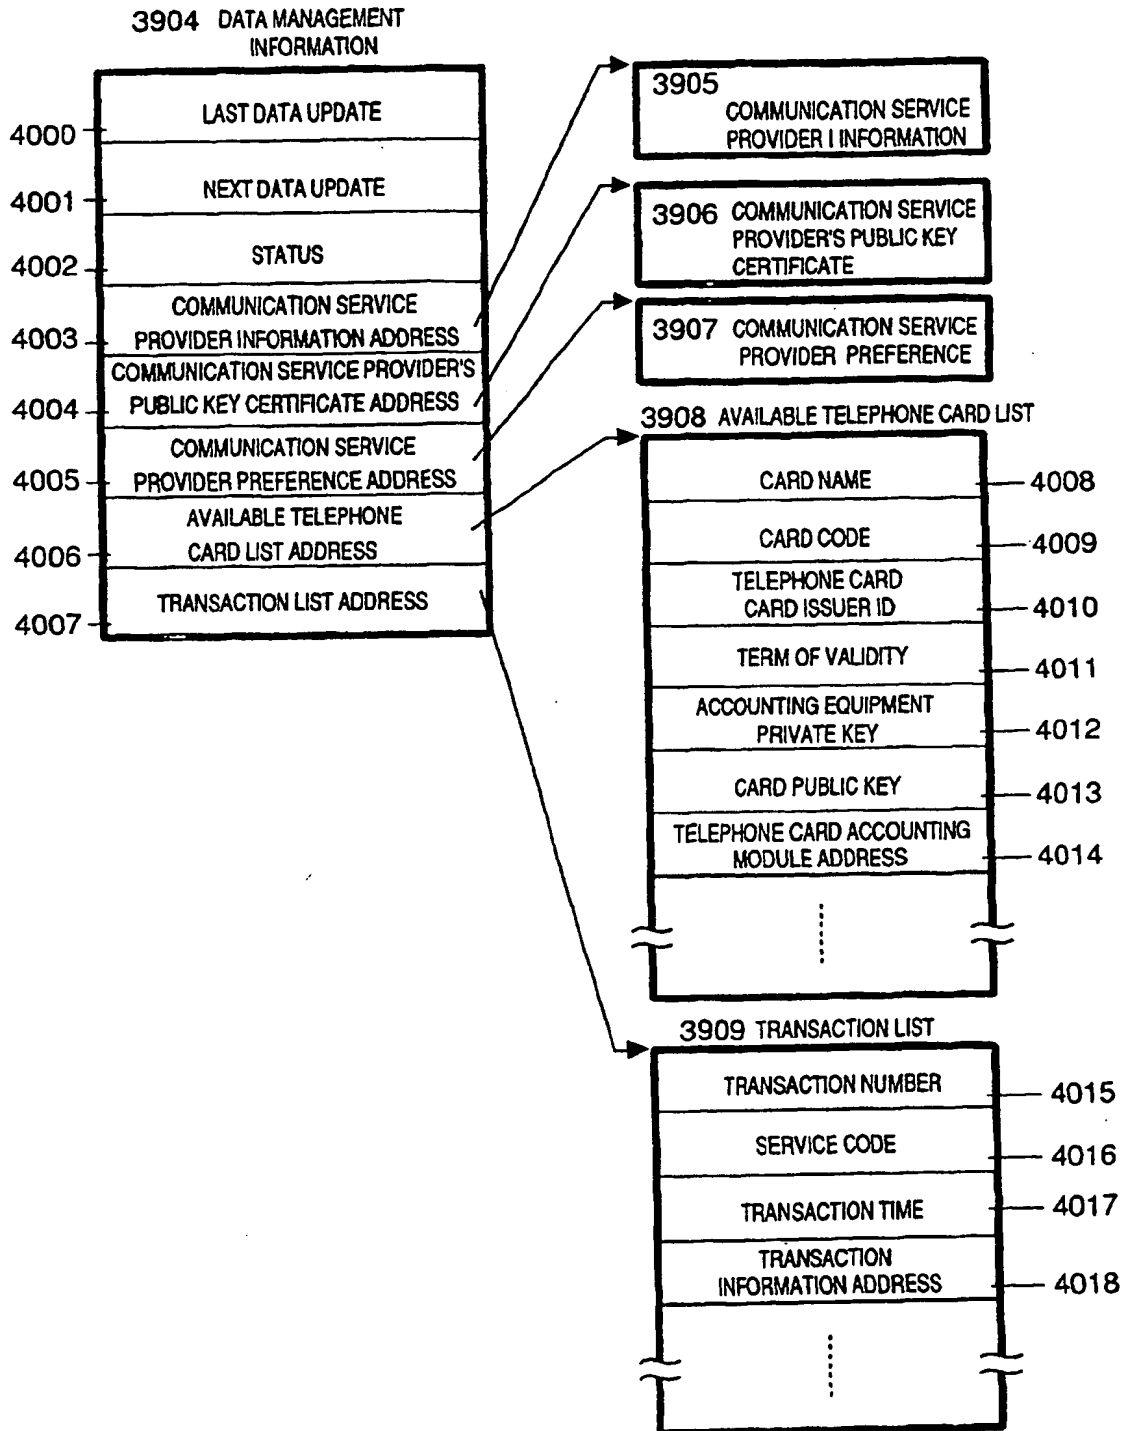 3904 DATA MANAGEMENT
INFORMATION
LAST DATA UPDATE
4000
NEXT DATA UPDATE
4001
STATUS
4002
COMMUNICATION SERVICE
PROVIDER INFORMATION ADDRESS
4003
COMMUNICATION SERVICE PROVIDER'S
PUBLIC KEY CERTIFICATE ADDRESS
4004
COMMUNICATION SERVICE
PROVIDER PREFERENCE ADDRESS
4005
AVAILABLE TELEPHONE
CARD LIST ADDRESS
4006
TRANSACTION LIST ADDRESS
4007
3905
COMMUNICATION SERVICE
PROVIDER I INFORMATION
3906 COMMUNICATION SERVICE
PROVIDER'S PUBLIC KEY
CERTIFICATE
3907 COMMUNICATION SERVICE
PROVIDER PREFERENCE
3908 AVAILABLE TELEPHONE CARD LIST
CARD NAME
4008
CARD CODE
4009
TELEPHONE CARD
CARD ISSUER ID
4010
TERM OF VALIDITY
4011
ACCOUNTING EQUIPMENT
PRIVATE KEY
4012
CARD PUBLIC KEY
4013
TELEPHONE CARD ACCOUNTING
MODULE ADDRESS
4014
3909 TRANSACTION LIST
TRANSACTION NUMBER
4015
SERVICE CODE
4016
TRANSACTION TIME
4017
TRANSACTION
INFORMATION ADDRESS
4018